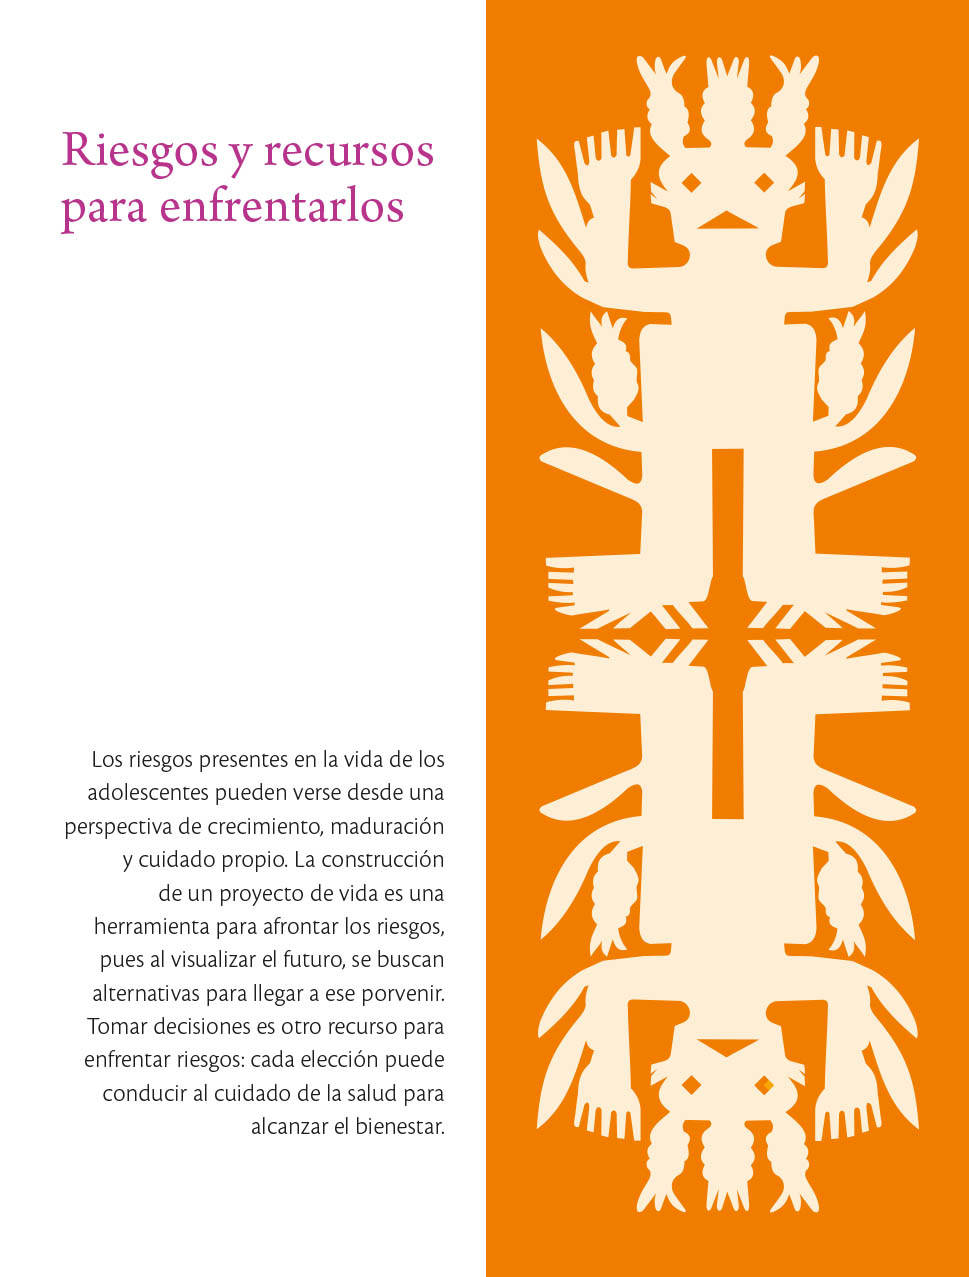 Riesgos y recursos
para enfrentarlos
Los riesgos presentes en la vida de los
adolescentes pueden verse desde una
perspectiva de crecimiento, maduración
y cuidado propio. La construcción
de un proyecto de vida es una
herramienta para afrontar los riesgos,
pues al visualizar el futuro, se buscan
alternativas para llegar a ese porvenir.
Tomar decisiones es otro recurso para
enfrentar riesgos: cada elección puede
conducir al cuidado de la salud para
alcanzar el bienestar.